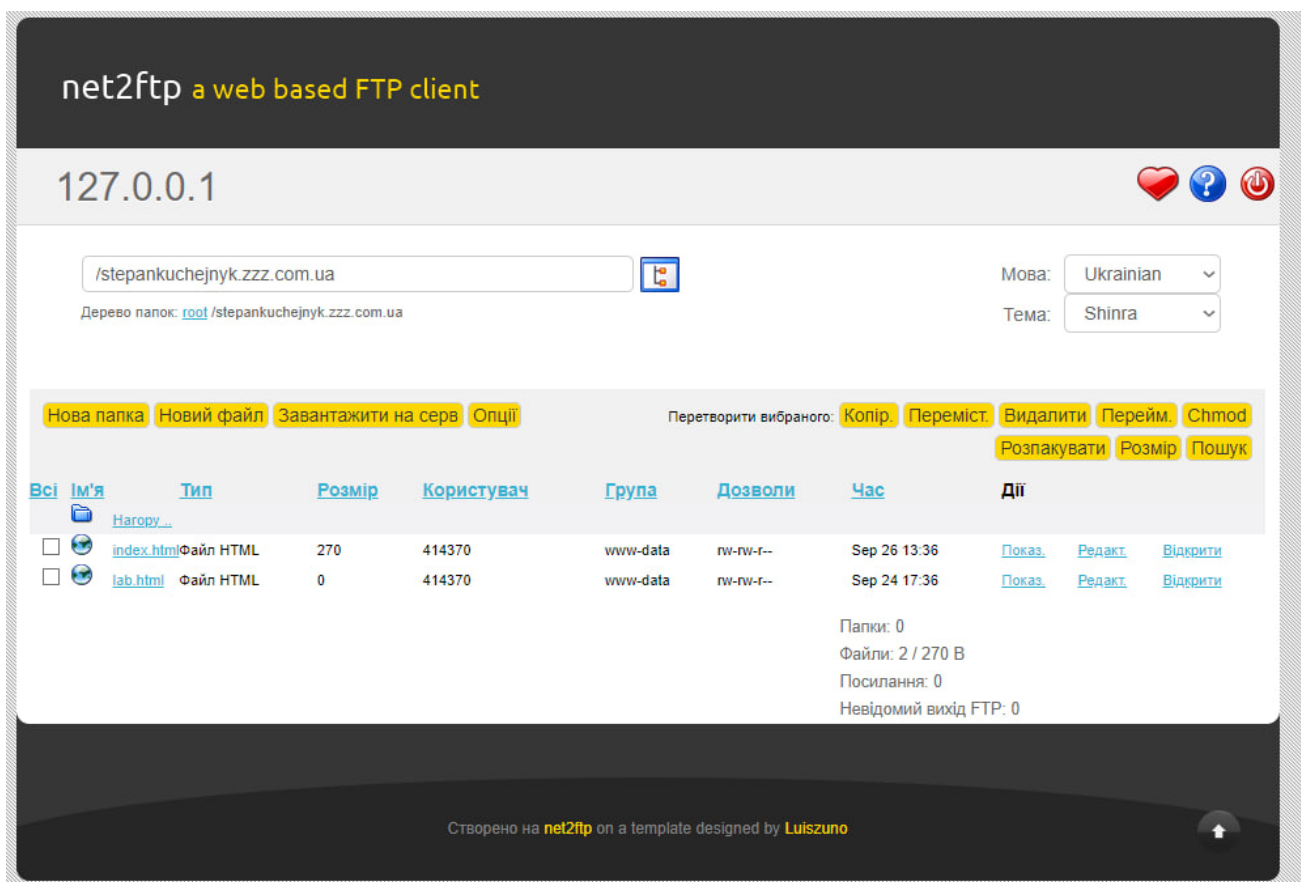 net2ftp a web based FTP client
127.0.0.1
/stepankuchejnyk.zzz.com.ua
Мова: Ukrainian
Дерево папок: root /stepankuchejnyk.zzz.com.ua
Тема: Shinra
Нова папка Новий файл Завантажити на серв Опції Перетворити вибраного: Копір. Переміст. Видалити Перейм. Chmod
Розпакувати Розмір Пошук
Всі Ім'я Тип Розмір Користувач Група Дозволи Час Дії
Нагору ..
index.html Файл HTML 270 414370 www-data rw-rw-r-- Sep 26 13:36 Показ. Редакт. Відкрити
lab.html Файл HTML 0 414370 www-data rw-rw-r-- Sep 24 17:36 Показ. Редакт. Відкрити
Папки: 0
Файли: 2 / 270 B
Посилання: 0
Невідомий вихід FTP: 0
Створено на net2ftp on a template designed by Luiszuno